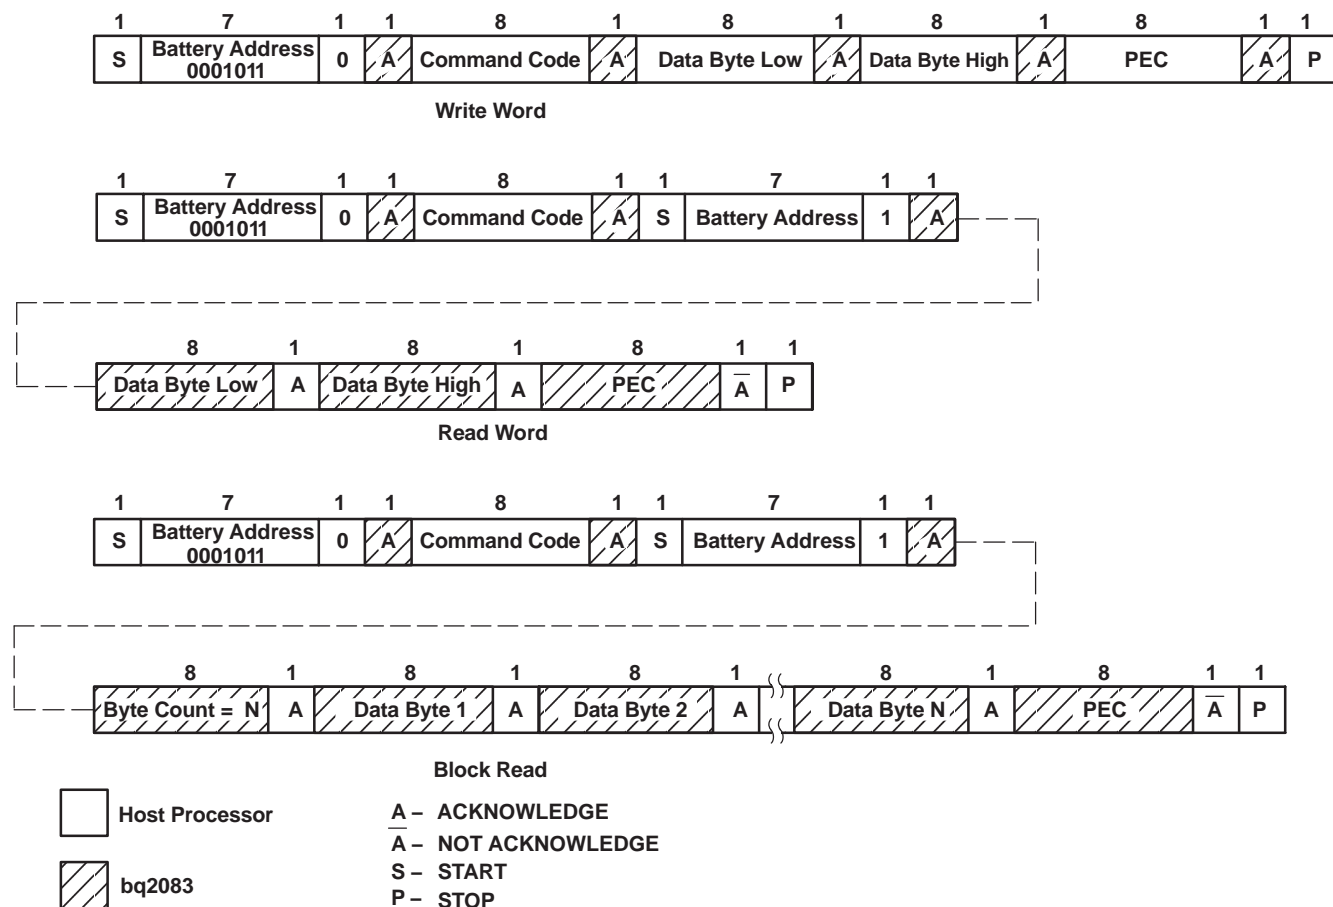 1 7 1 1 8 1 8 1 8 1 8 1 1
S Battery Address 0 A Command Code A Data Byte Low A Data Byte High A PEC A P
0001011
Write Word
1 7 1 1 8 1 1 7 1 1
S Battery Address 0 A Command Code A S Battery Address 1 A
0001011
8 1 8 1 8 1 1
Data Byte Low A Data Byte High A PEC A̅ P
Read Word
1 7 1 1 8 1 1 7 1 1
S Battery Address 0 A Command Code A S Battery Address 1 A
0001011
8 1 8 1 8 1 8 1 8 1 1
Byte Count = N A Data Byte 1 A Data Byte 2 A Data Byte N A PEC A̅ P
Block Read
Host Processor
A – ACKNOWLEDGE
A̅ – NOT ACKNOWLEDGE
S – START
bq2083
P – STOP